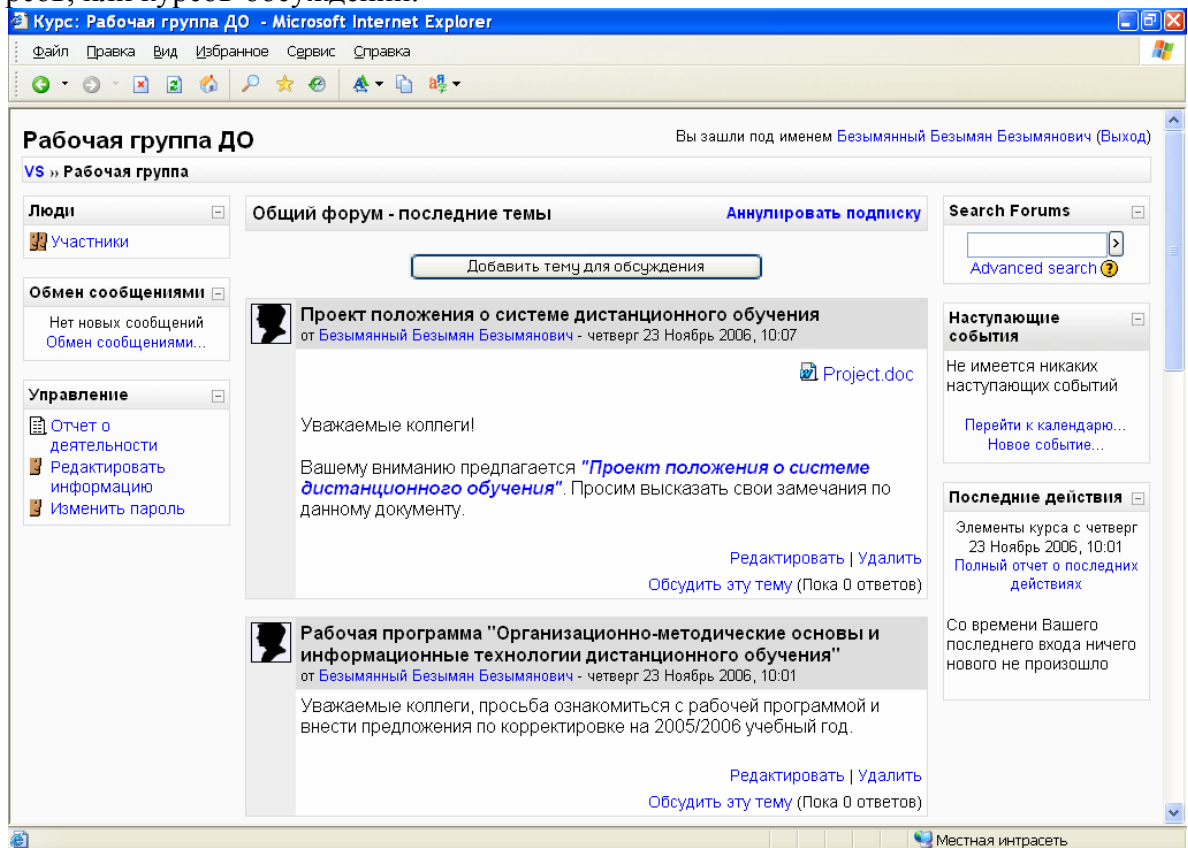 Курс: Рабочая группа ДО - Microsoft Internet Explorer
Файл Правка Вид Избранное Сервис Справка
Рабочая группа ДО
Вы зашли под именем Безымянный Безымян Безымянович (Выход)
VS » Рабочая группа
Люди
Участники
Обмен сообщениями
Нет новых сообщений
Обмен сообщениями...
Управление
Отчет о
деятельности
Редактировать
информацию
Изменить пароль
Общий форум - последние темы
Аннулировать подписку
Добавить тему для обсуждения
Проект положения о системе дистанционного обучения
от Безымянный Безымян Безымянович - четверг 23 Ноябрь 2006, 10:07
Project.doc
Уважаемые коллеги!
Вашему вниманию предлагается "Проект положения о системе
дистанционного обучения". Просим высказать свои замечания по
данному документу.
Редактировать | Удалить
Обсудить эту тему (Пока 0 ответов)
Рабочая программа "Организационно-методические основы и
информационные технологии дистанционного обучения"
от Безымянный Безымян Безымянович - четверг 23 Ноябрь 2006, 10:01
Уважаемые коллеги, просьба ознакомиться с рабочей программой и
внести предложения по корректировке на 2005/2006 учебный год.
Редактировать | Удалить
Обсудить эту тему (Пока 0 ответов)
Search Forums
Advanced search
Наступающие
события
Не имеется никаких
наступающих событий
Перейти к календарю...
Новое событие...
Последние действия
Элементы курса с четверг
23 Ноябрь 2006, 10:01
Полный отчет о последних
действиях
Со времени Вашего
последнего входа ничего
нового не произошло
Местная интрасеть